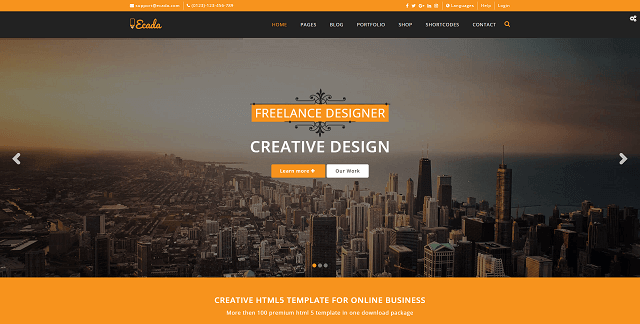 support@ecada.com
(0123) 123-456-789
Languages Help Login
Ecada
HOME PAGES BLOG PORTFOLIO SHOP SHORTCODES CONTACT
FREELANCE DESIGNER
CREATIVE DESIGN
Learn more
Our Work
CREATIVE HTML5 TEMPLATE FOR ONLINE BUSINESS
More then 100 premium html 5 template in one download package